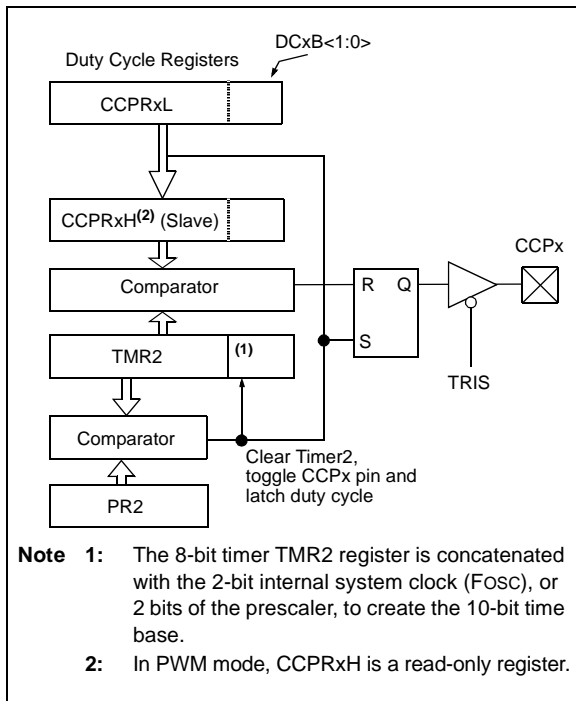 DCxB<1:0>
Duty Cycle Registers
CCPRxL
CCPRxH(2) (Slave)
CCPx
Comparator
R Q
S
TMR2
(1)
TRIS
Comparator
Clear Timer2,
toggle CCPx pin and
latch duty cycle
PR2
Note 1: The 8-bit timer TMR2 register is concatenated
with the 2-bit internal system clock (FOSC), or
2 bits of the prescaler, to create the 10-bit time
base.
2: In PWM mode, CCPRxH is a read-only register.